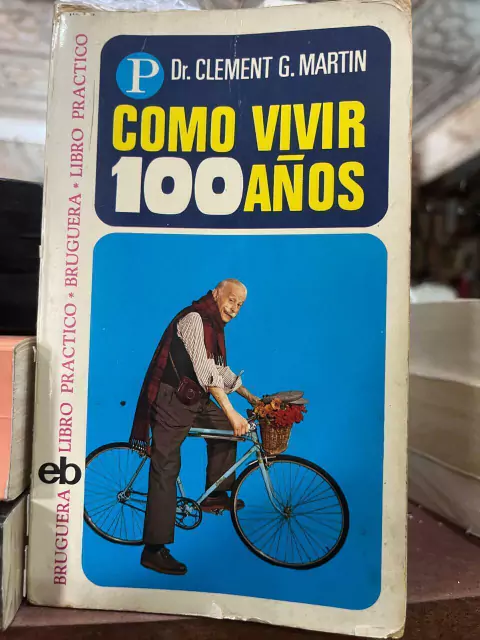 P
Dr. CLEMENT G. MARTIN
COMO VIVIR
100 AÑOS
BRUGUERA * LIBRO PRACTICO * BRUGUERA * LIBRO PRACTICO
eb